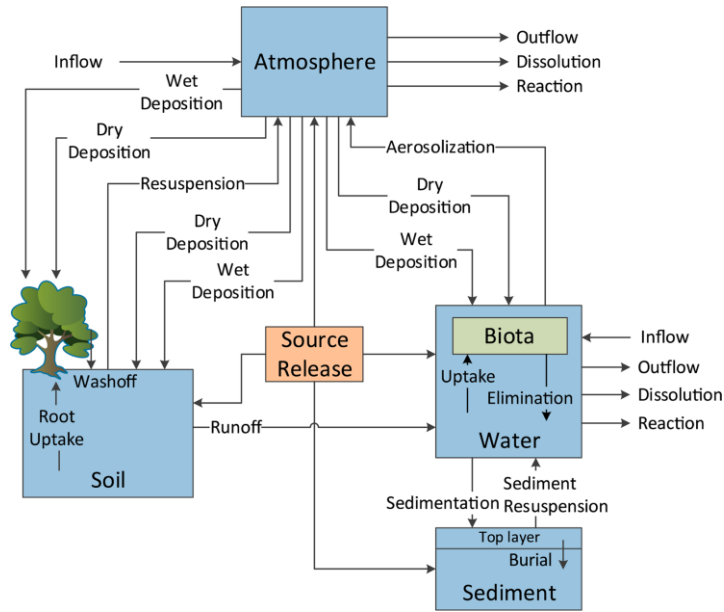 Inflow
Atmosphere
Outflow
Dissolution
Reaction
Wet
Deposition
Dry
Deposition
Resuspension
Aerosolization
Dry
Deposition
Dry
Deposition
Wet
Deposition
Wet
Deposition
Source
Release
Biota
Uptake
Elimination
Water
Inflow
Outflow
Dissolution
Reaction
Washoff
Root
Uptake
Soil
Runoff
Sedimentation
Sediment
Resuspension
Top layer
Burial
Sediment